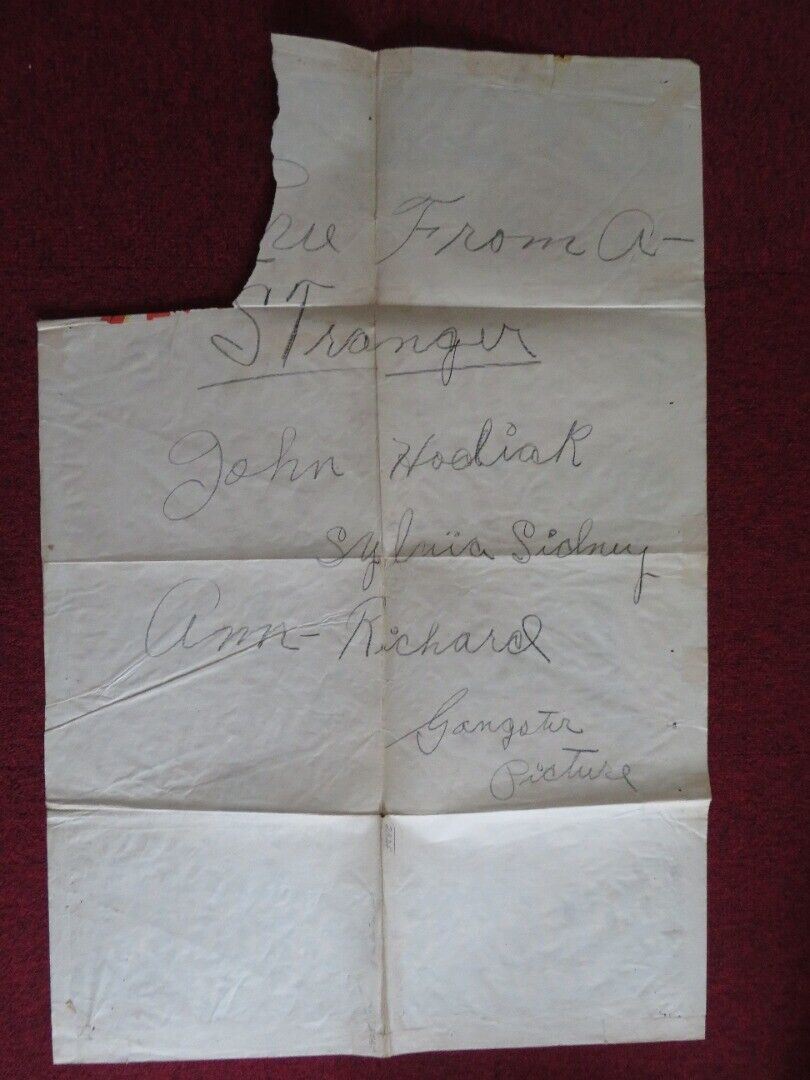 From A-
Stranger
John Hodiak
Sylvia Sidney
Ann-Richard
Gangster
Picture